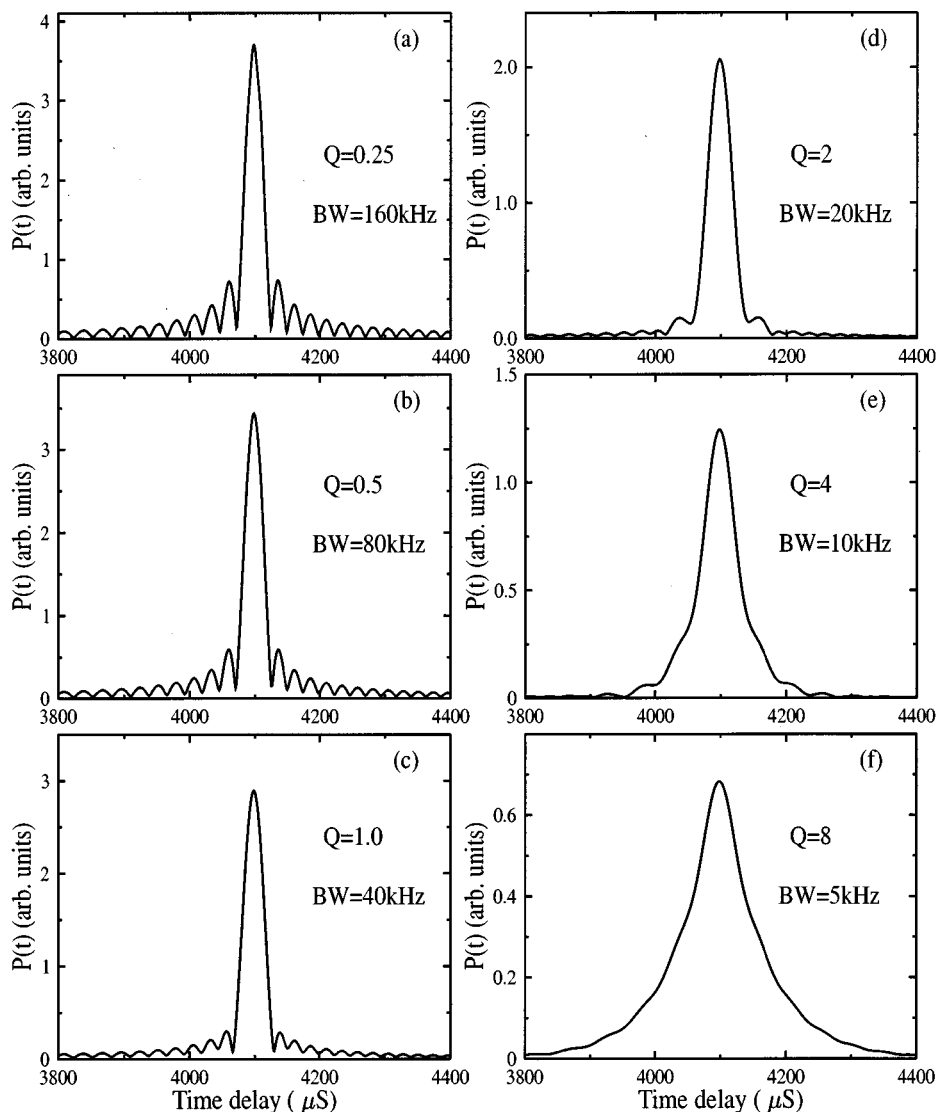 4
3
2
1
0
P(t) (arb. units)
(a)
Q=0.25
BW=160kHz
3800
4000
4200
4400
3
2
1
0
P(t) (arb. units)
(b)
Q=0.5
BW=80kHz
3800
4000
4200
4400
3
2
1
0
P(t) (arb. units)
(c)
Q=1.0
BW=40kHz
3800
4000
4200
4400
Time delay ( μS)
2.0
1.0
0.0
P(t) (arb. units)
(d)
Q=2
BW=20kHz
3800
4000
4200
4400
1.5
1.0
0.5
0
P(t) (arb. units)
(e)
Q=4
BW=10kHz
3800
4000
4200
4400
0.6
0.4
0.2
0
P(t) (arb. units)
(f)
Q=8
BW=5kHz
3800
4000
4200
4400
Time delay ( μS)